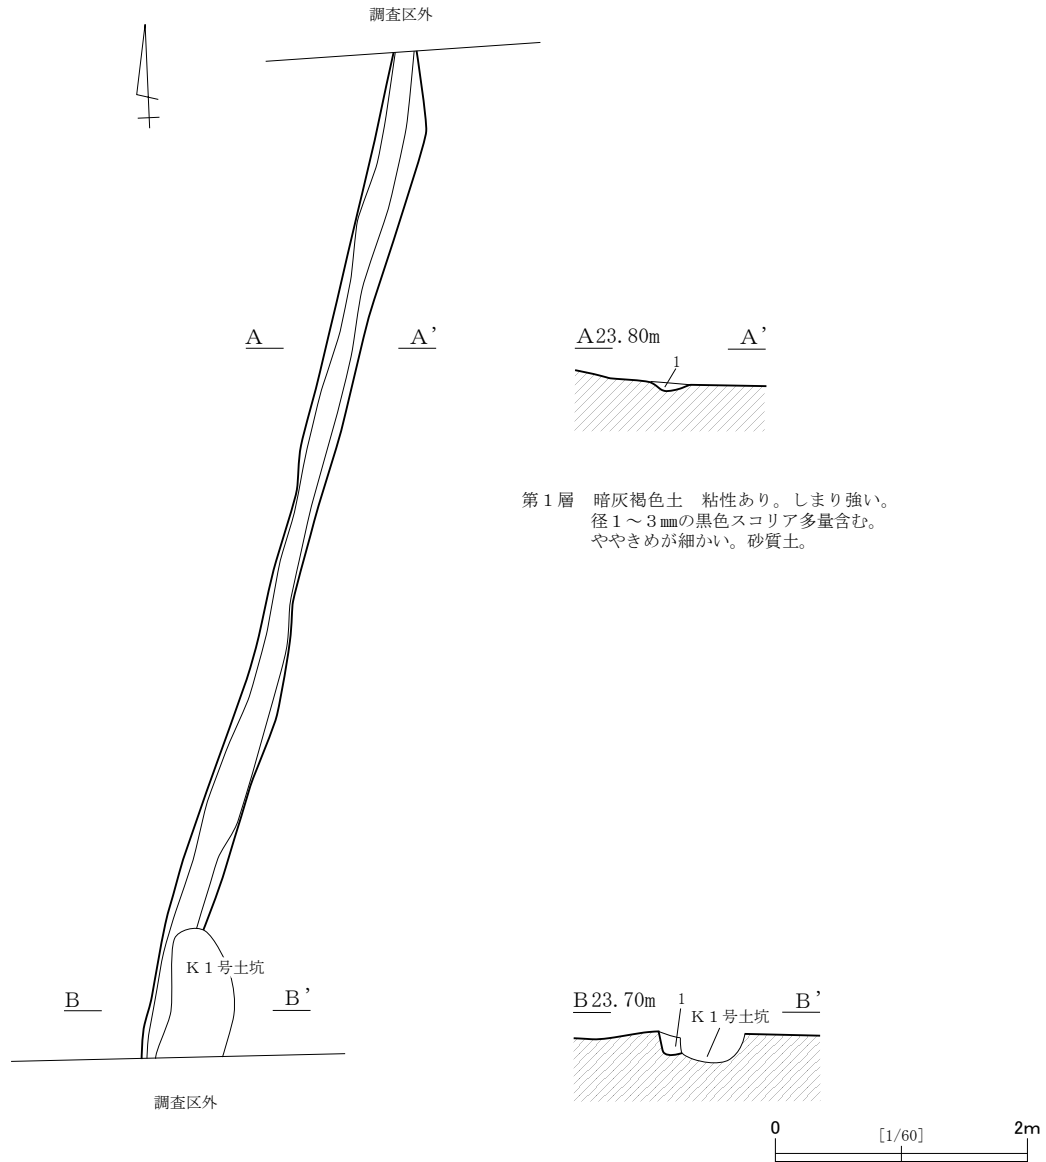 調査区外
A
A’
A23.80m
A’
1
第１層　暗灰褐色土　粘性あり。しまり強い。
径１～３㎜の黒色スコリア多量含む。
ややきめが細かい。砂質土。
K１号土坑
B
B’
B23.70m
1
K１号土坑
B’
調査区外
0
[1/60]
2m